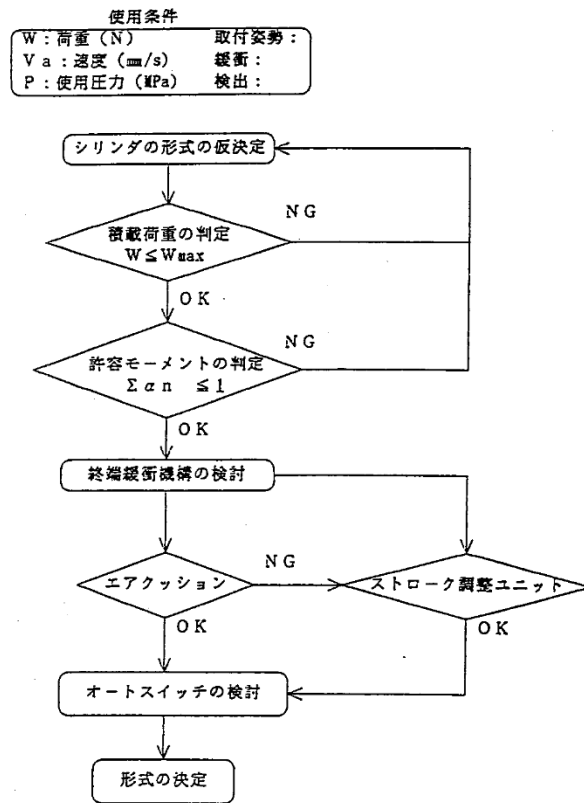 使用条件
W:荷重(N) 取付姿勢:
Va:速度(mm/s) 緩衝:
P:使用圧力(MPa) 検出:
シリンダの形式の仮決定
NG
積載荷重の判定
W≦Wmax
OK
NG
許容モーメントの判定
Σαn ≦1
OK
終端緩衝機構の検討
エアクッション
NG
ストローク調整ユニット
OK
OK
オートスイッチの検討
形式の決定